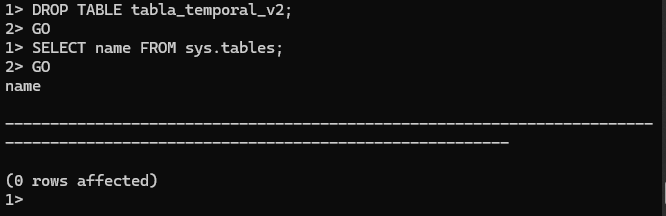 1> DROP TABLE tabla_temporal_v2;
2> GO
1> SELECT name FROM sys.tables;
2> GO
name
------------------------------------------------------------------------
--------------------------------------------------------
(0 rows affected)
1>